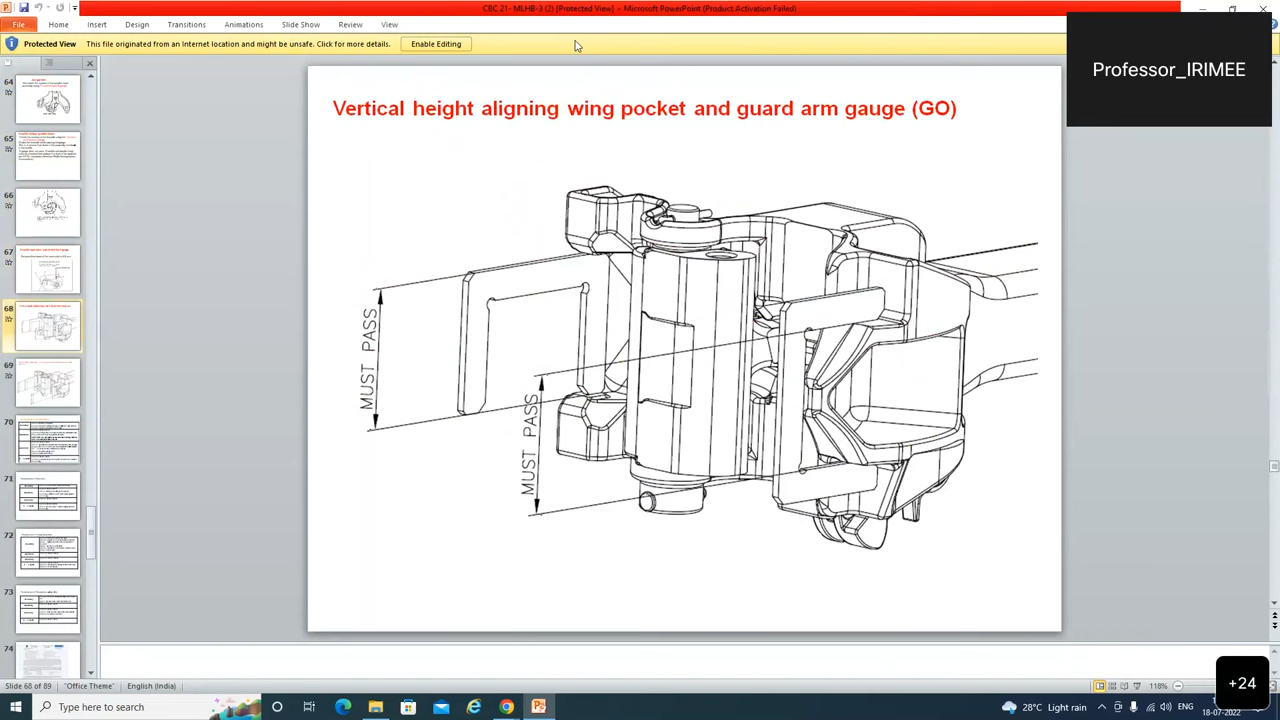 CBC 21- MLHB-3 (2) [Protected View] - Microsoft PowerPoint (Product Activation Failed)
File Home Insert Design Transitions Animations Slide Show Review View
Protected View This file originated from an Internet location and might be unsafe. Click for more details. Enable Editing
Professor_IRIMEE
Vertical height aligning wing pocket and guard arm gauge (GO)
MUST PASS
MUST PASS
64
65
66
67
68
69
70
71
72
73
74
Slide 68 of 89 "Office Theme" English (India) 118%
+24
Type here to search
28°C Light rain ENG
18-07-2022